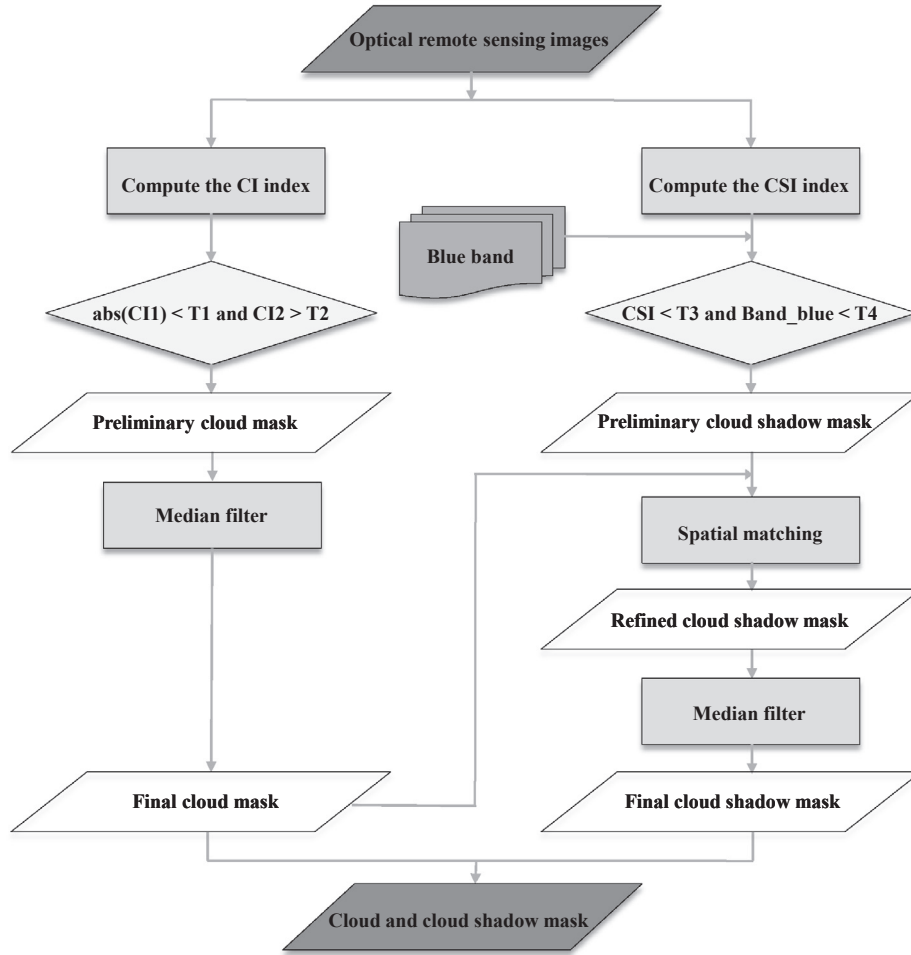 Optical remote sensing images
Compute the CI index
Compute the CSI index
Blue band
abs(CI1) < T1 and CI2 > T2
CSI < T3 and Band_blue < T4
Preliminary cloud mask
Preliminary cloud shadow mask
Median filter
Spatial matching
Refined cloud shadow mask
Median filter
Final cloud mask
Final cloud shadow mask
Cloud and cloud shadow mask